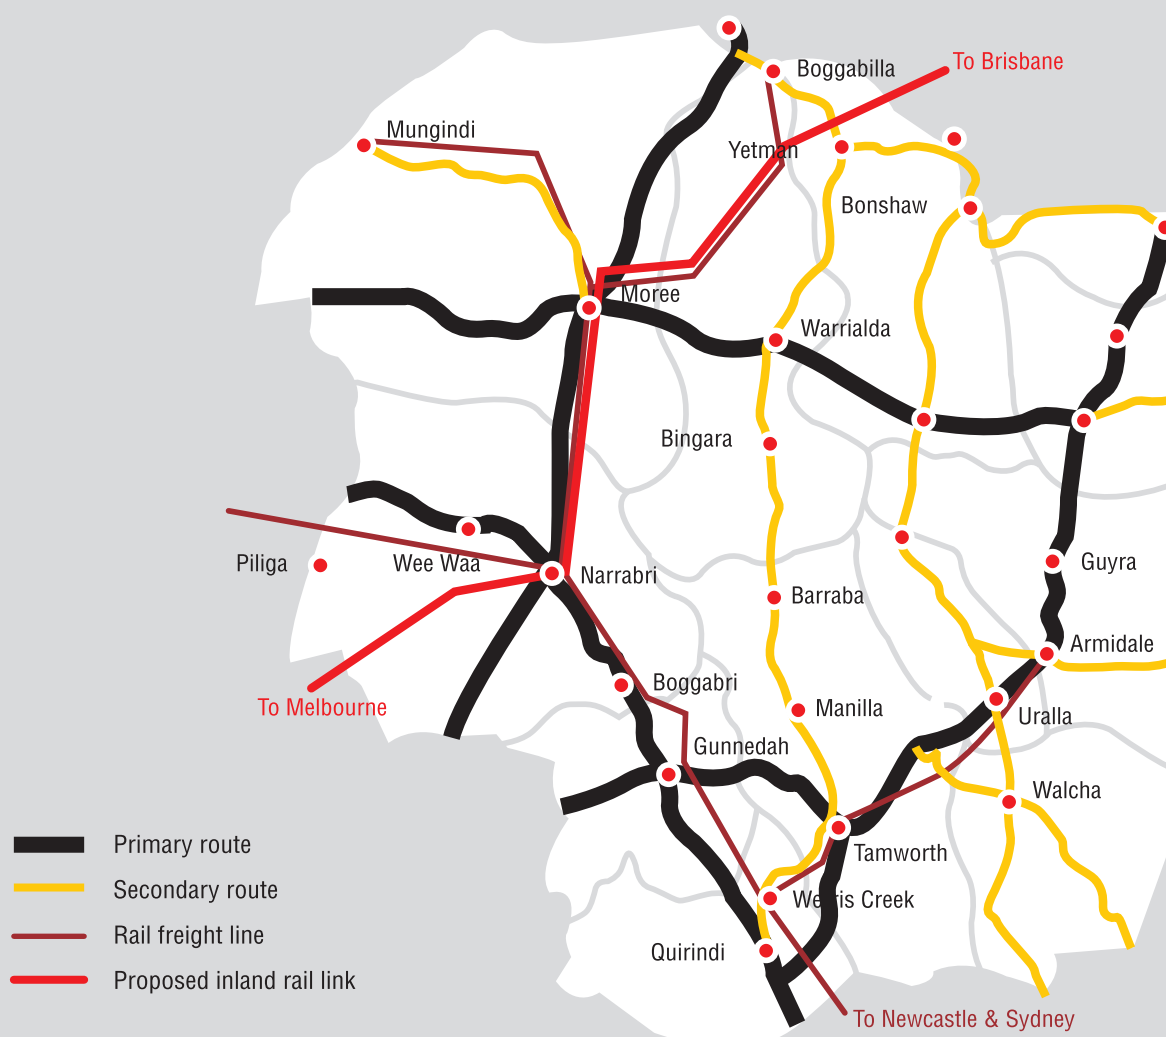 Boggabilla
To Brisbane
Mungindi
Yetman
Bonshaw
Moree
Warrialda
Bingara
Piliga
Wee Waa
Narrabri
Guyra
Barraba
Armidale
Boggabri
To Melbourne
Manilla
Uralla
Gunnedah
Walcha
Primary route
Tamworth
Secondary route
Werris Creek
Rail freight line
Quirindi
Proposed inland rail link
To Newcastle & Sydney